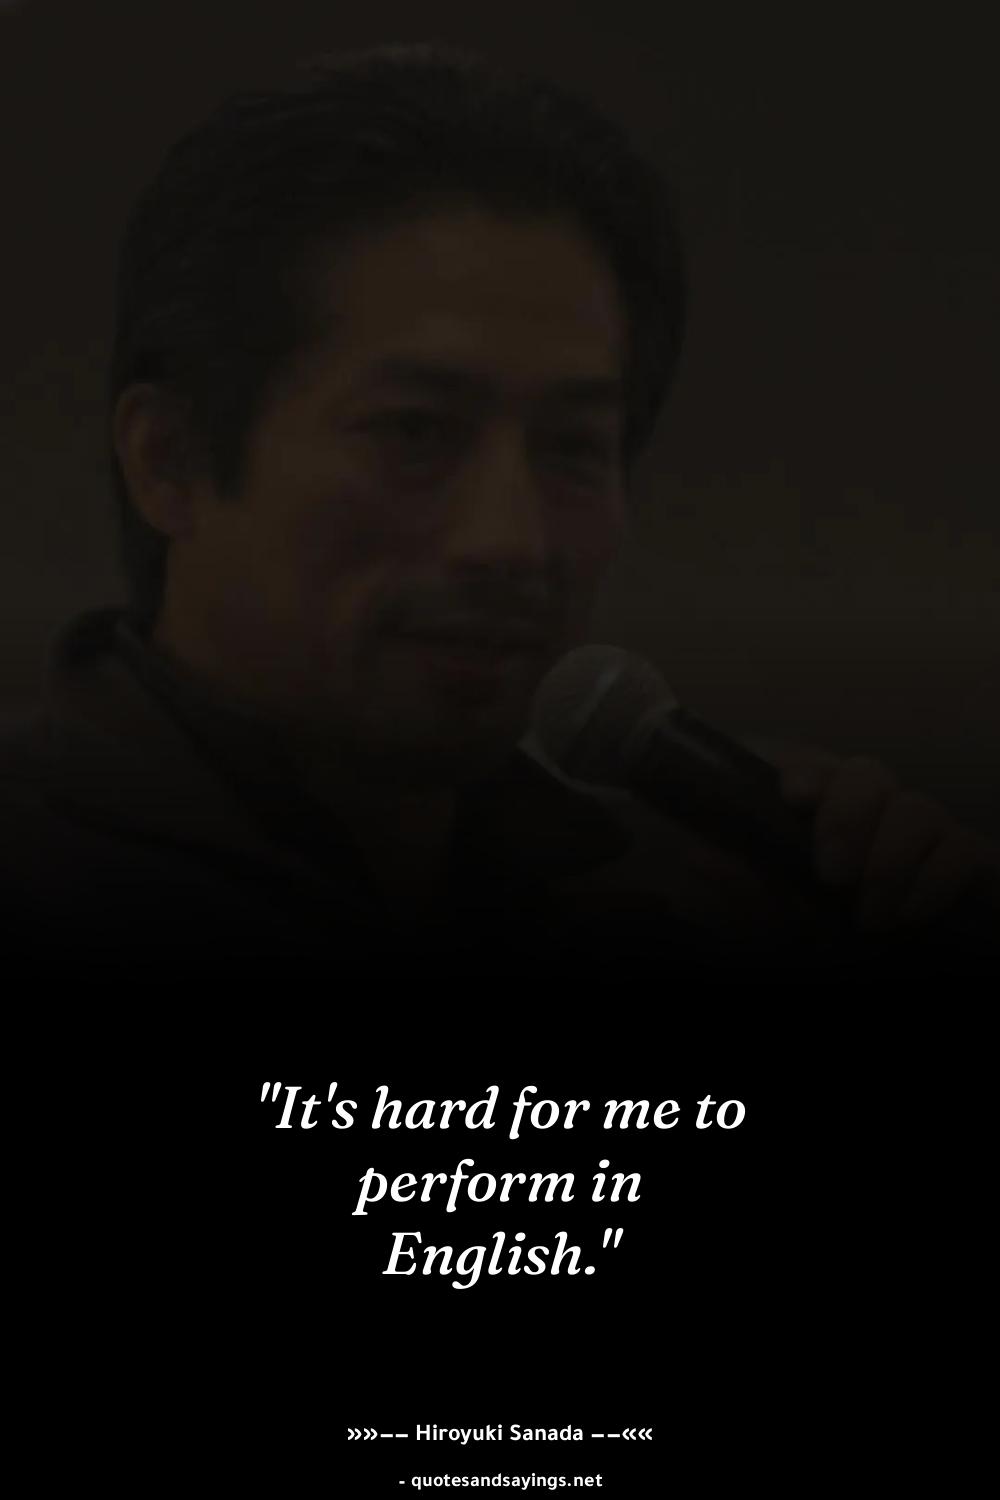 "It's hard for me to
perform in
English."
»»–– Hiroyuki Sanada ––««
- quotesandsayings.net